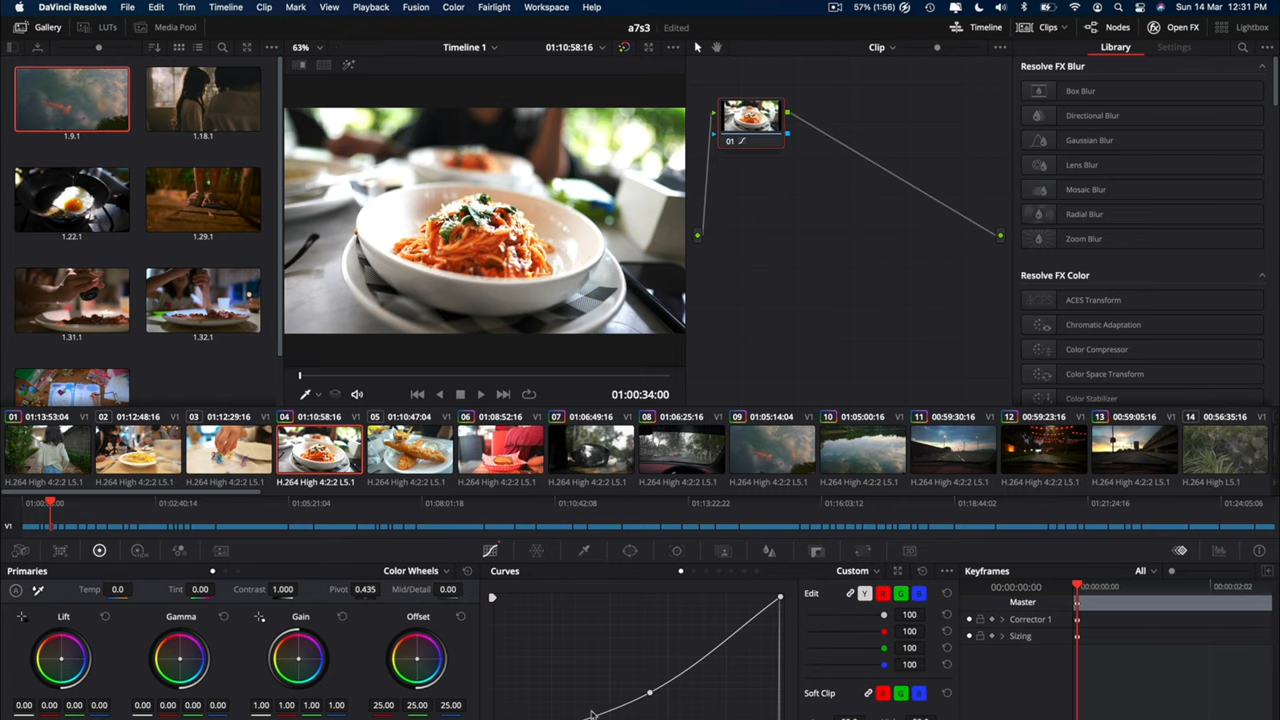 DaVinci Resolve File Edit Trim Timeline Clip Mark View Playback Fusion Color Fairlight Workspace Help 57% (1:56) Sun 14 Mar 12:31 PM
Gallery LUTs Media Pool a7s3 Edited Timeline Clips Nodes Open FX Lightbox
63% Timeline 1 01:10:58:16 Clip Library Settings
Resolve FX Blur
Box Blur
Directional Blur
Gaussian Blur
Lens Blur
Mosaic Blur
Radial Blur
Zoom Blur
Resolve FX Color
ACES Transform
Chromatic Adaptation
Color Compressor
Color Space Transform
Color Stabilizer
1.9.1 1.18.1
1.22.1 1.29.1
1.31.1 1.32.1
01
01:00:34:00
01 01:13:53:04 V1 02 01:12:48:16 V1 03 01:12:29:16 V1 04 01:10:58:16 V1 05 01:10:47:04 V1 06 01:08:52:16 V1 07 01:06:49:16 V1 08 01:06:25:16 V1 09 01:05:14:04 V1 10 01:05:00:16 V1 11 00:59:30:16 V1 12 00:59:23:16 V1 13 00:59:05:16 V1 14 00:56:35:16 V1
H.264 High 4:2:2 L5.1 H.264 High 4:2:2 L5.1 H.264 High 4:2:2 L5.1 H.264 High 4:2:2 L5.1 H.264 High 4:2:2 L5.1 H.264 High 4:2:2 L5.1 H.264 High 4:2:2 L5.1 H.264 High 4:2:2 L5.1 H.264 High 4:2:2 L5.1 H.264 High 4:2:2 L5.1 H.264 High 4:2:2 L5.1 H.264 High 4:2:2 L5.1 H.264 High 4:2:2 L5.1 H.264 High L5.1
01:02:40:14 01:05:21:04 01:08:01:18 01:10:42:08 01:13:22:22 01:16:03:12 01:18:44:02 01:21:24:16 01:24:05:06
V1
Primaries Color Wheels Curves Custom Keyframes All
A Temp 0.0 Tint 0.00 Contrast 1.000 Pivot 0.435 Mid/Detail 0.00
Edit Y R G B
00:00:00:00 00:00:00:00 00:00:02:02
Master
Lift Gamma Gain Offset
100
Corrector 1
100
Sizing
100
100
Soft Clip R G B
0.00 0.00 0.00 0.00 0.00 0.00 0.00 0.00 1.00 1.00 1.00 1.00 25.00 25.00 25.00